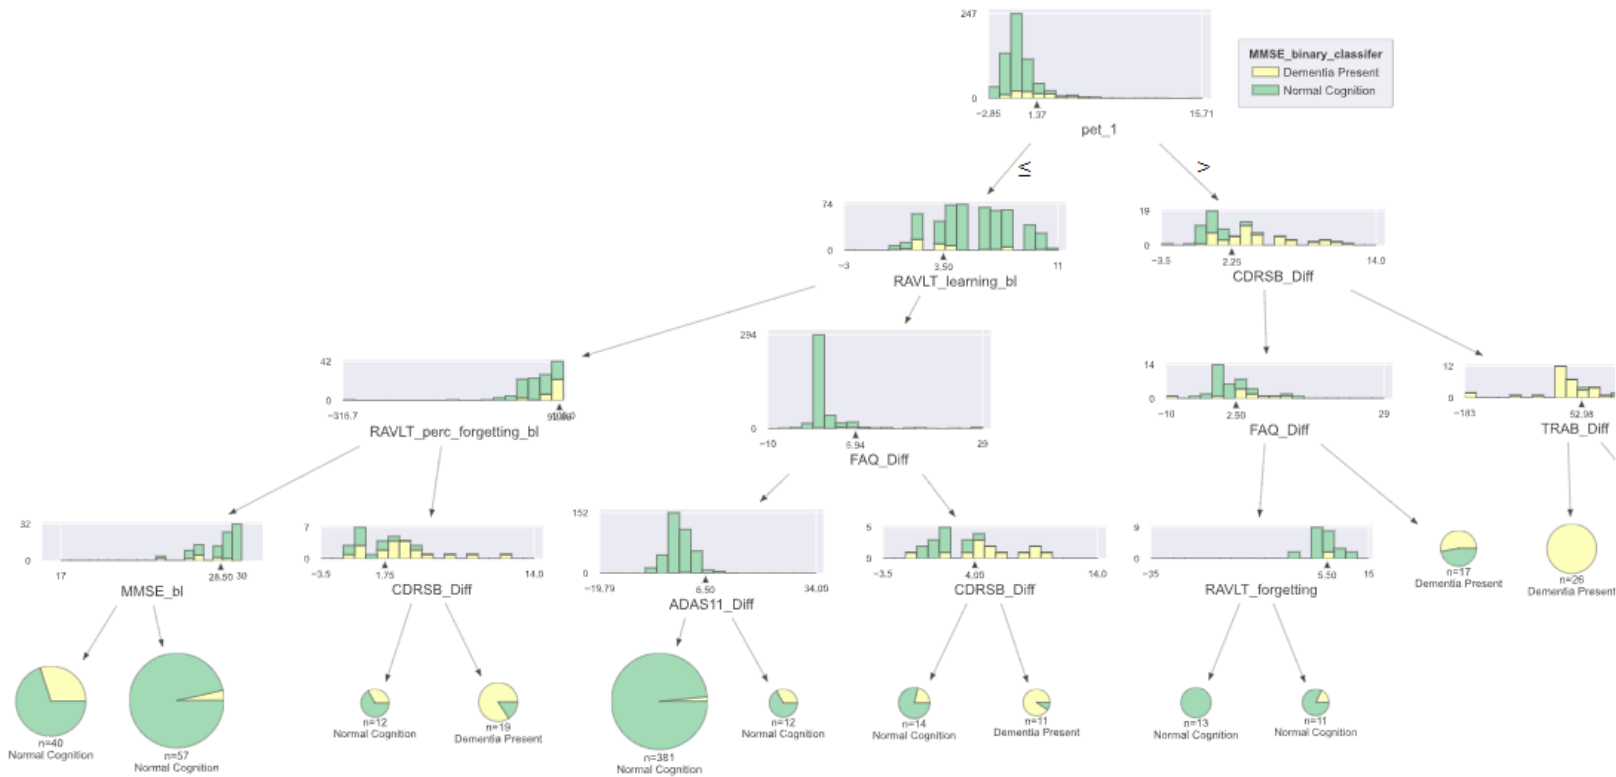 247
0
−2.85
1.37
15.71
pet_1
MMSE_binary_classifer
Dementia Present
Normal Cognition
≤
>
74
0
−3
3.50
11
RAVLT_learning_bl
19
0
−3.5
2.25
14.0
CDRSB_Diff
42
0
−316.7
RAVLT_perc_forgetting_bl
294
0
−10
5.94
29
FAQ_Diff
14
0
−10
2.50
29
FAQ_Diff
12
0
−183
52.98
TRAB_Diff
32
0
17
28.50
30
MMSE_bl
7
0
−3.5
1.75
14.0
CDRSB_Diff
152
0
−19.79
6.50
34.00
ADAS11_Diff
5
0
−3.5
4.00
14.0
CDRSB_Diff
9
0
−35
5.50
15
RAVLT_forgetting
n=17
Dementia Present
n=26
Dementia Present
n=40
Normal Cognition
n=57
Normal Cognition
n=12
Normal Cognition
n=19
Dementia Present
n=381
Normal Cognition
n=12
Normal Cognition
n=14
Normal Cognition
n=11
Dementia Present
n=13
Normal Cognition
n=11
Normal Cognition